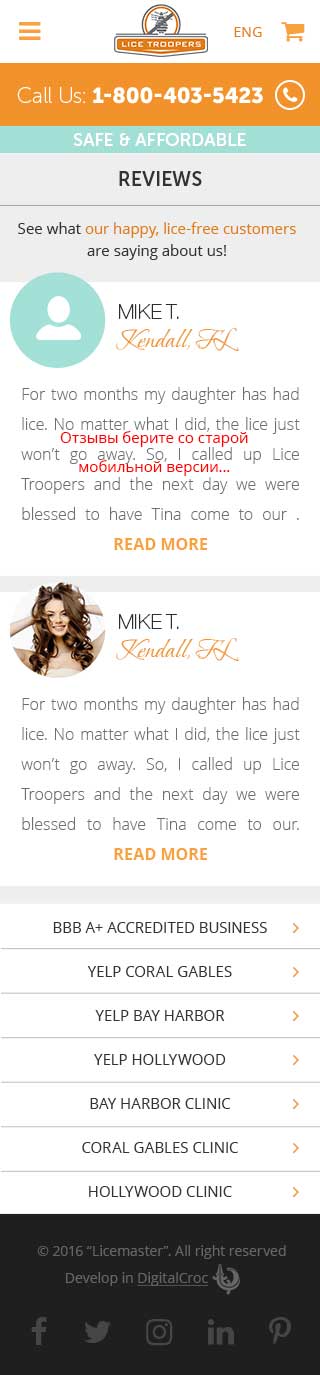 LICE TROOPERS
ENG
Call Us: 1-800-403-5423
SAFE & AFFORDABLE
REVIEWS
See what our happy, lice-free customers
are saying about us!
MIKE T.
Kendall, FL
For two months my daughter has had
lice. No matter what I did, the lice just
Отзывы берите со старой
won't go away. So, I called up Lice
мобильной версии...
Troopers and the next day we were
blessed to have Tina come to our .
READ MORE
MIKE T.
Kendall, FL
For two months my daughter has had
lice. No matter what I did, the lice just
won't go away. So, I called up Lice
Troopers and the next day we were
blessed to have Tina come to our.
READ MORE
BBB A+ ACCREDITED BUSINESS
YELP CORAL GABLES
YELP BAY HARBOR
YELP HOLLYWOOD
BAY HARBOR CLINIC
CORAL GABLES CLINIC
HOLLYWOOD CLINIC
© 2016 “Licemaster”. All right reserved
Develop in DigitalCroc